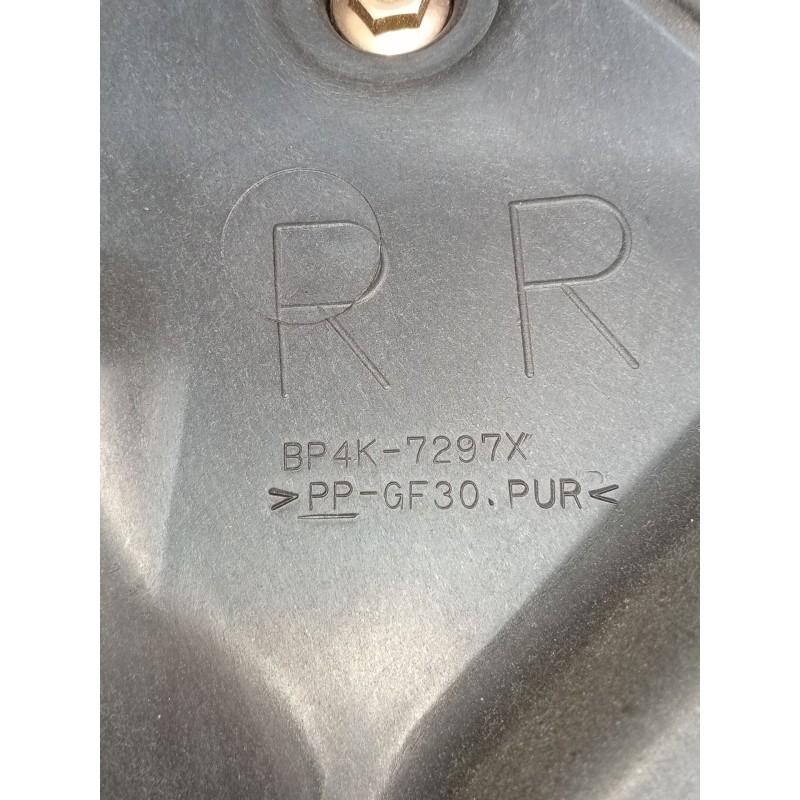 R R
BP4K-7297X
>PP-GF30.PUR<